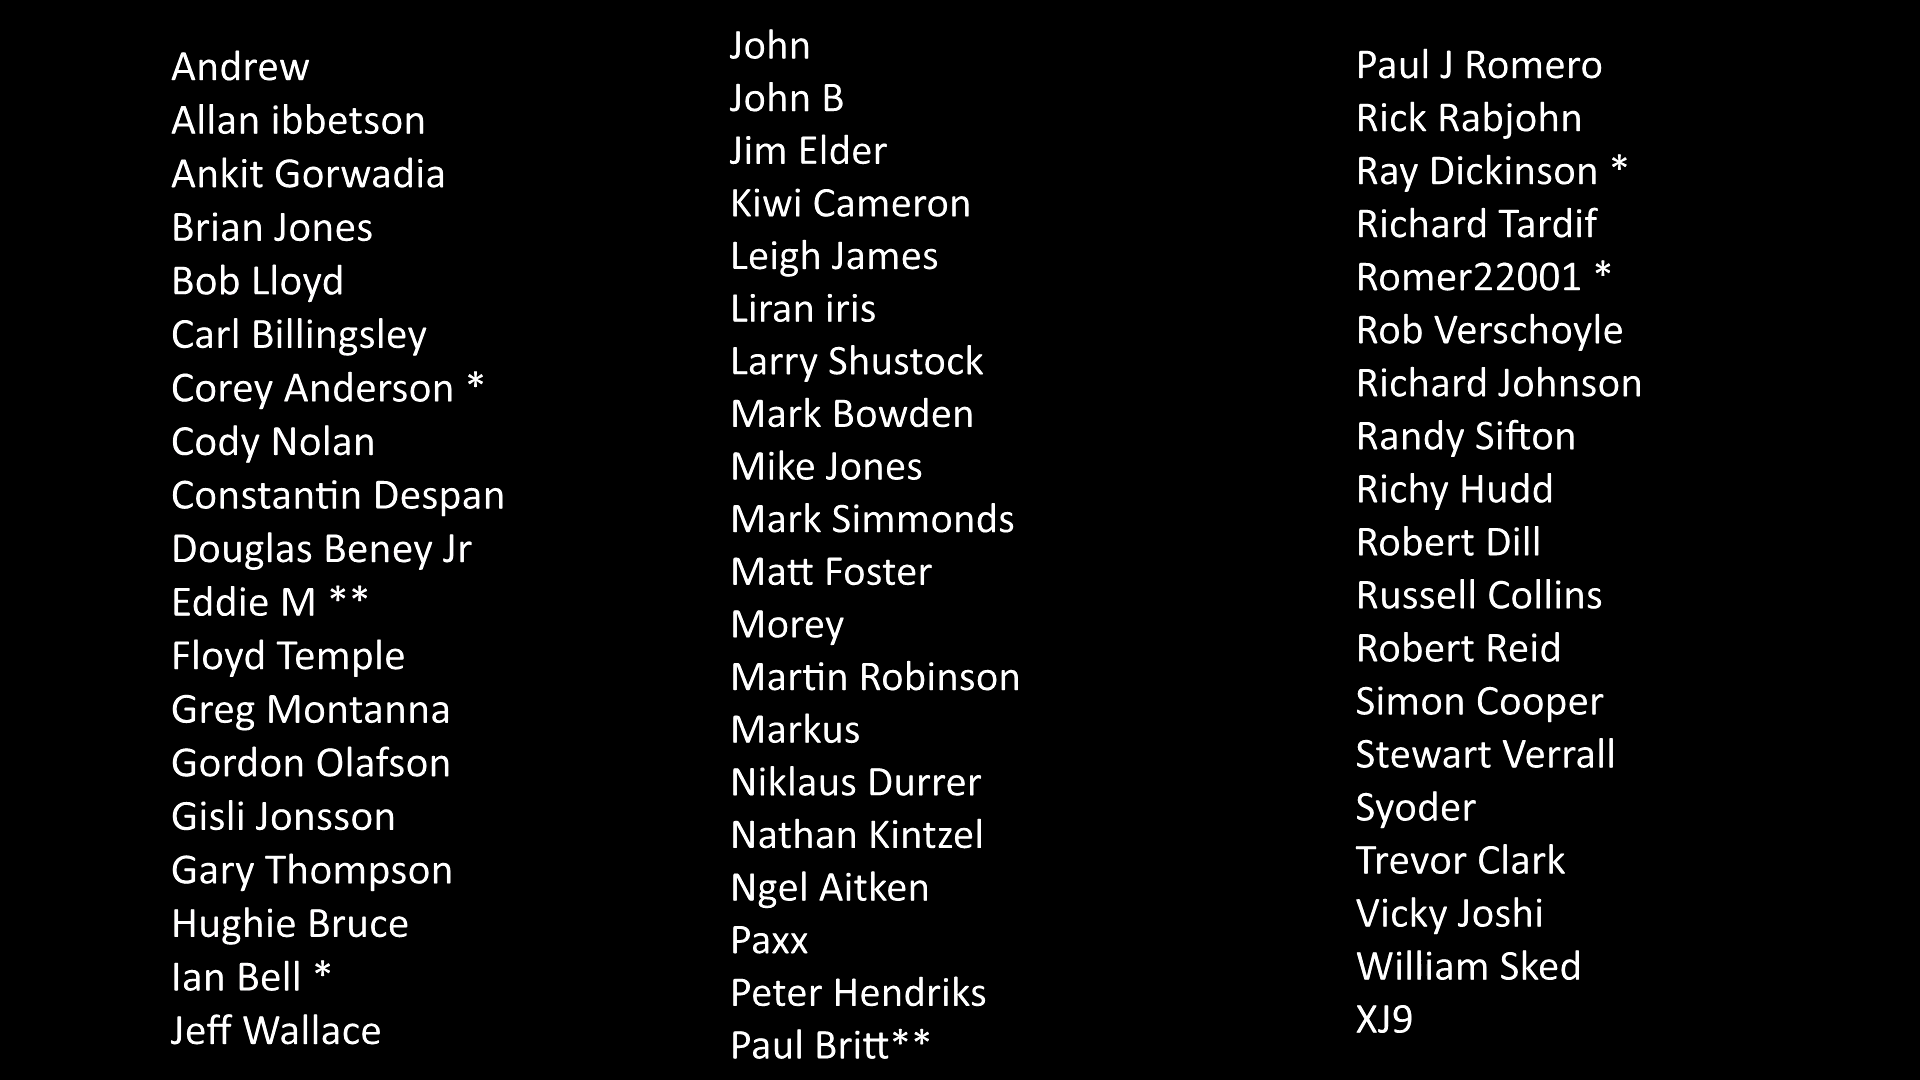 Andrew
Allan ibbetson
Ankit Gorwadia
Brian Jones
Bob Lloyd
Carl Billingsley
Corey Anderson *
Cody Nolan
Constantin Despan
Douglas Beney Jr
Eddie M **
Floyd Temple
Greg Montanna
Gordon Olafson
Gisli Jonsson
Gary Thompson
Hughie Bruce
Ian Bell *
Jeff Wallace
John
John B
Jim Elder
Kiwi Cameron
Leigh James
Liran iris
Larry Shustock
Mark Bowden
Mike Jones
Mark Simmonds
Matt Foster
Morey
Martin Robinson
Markus
Niklaus Durrer
Nathan Kintzel
Ngel Aitken
Paxx
Peter Hendriks
Paul Britt**
Paul J Romero
Rick Rabjohn
Ray Dickinson *
Richard Tardif
Romer22001 *
Rob Verschoyle
Richard Johnson
Randy Sifton
Richy Hudd
Robert Dill
Russell Collins
Robert Reid
Simon Cooper
Stewart Verrall
Syoder
Trevor Clark
Vicky Joshi
William Sked
XJ9